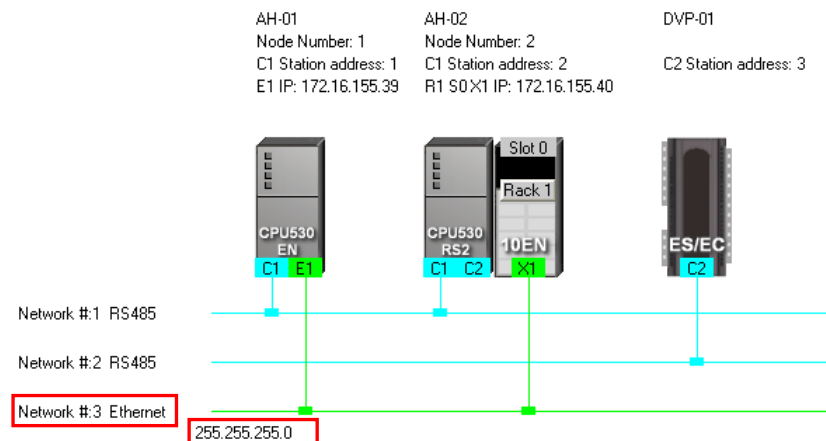 AH-01
Node Number: 1
C1 Station address: 1
E1 IP: 172.16.155.39
AH-02
Node Number: 2
C1 Station address: 2
R1 S0 X1 IP: 172.16.155.40
DVP-01
C2 Station address: 3
CPU530
EN
C1 E1
CPU530
RS2
C1 C2
Slot 0
Rack 1
10EN
X1
ES/EC
C2
Network #:1 RS485
Network #:2 RS485
Network #:3 Ethernet
255.255.255.0